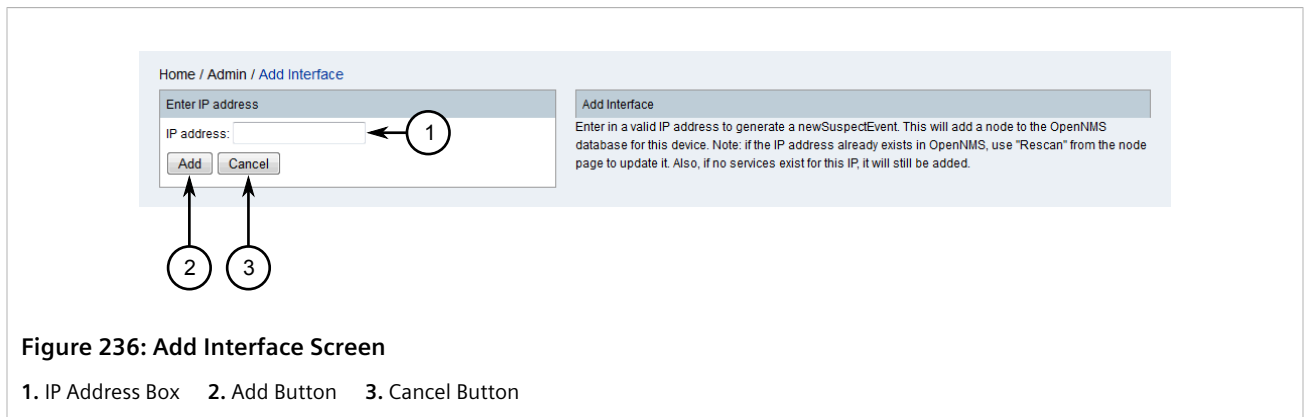 Home / Admin / Add Interface
Enter IP address
IP address:
1
Add Cancel
2 3
Add Interface
Enter in a valid IP address to generate a newSuspectEvent. This will add a node to the OpenNMS
database for this device. Note: if the IP address already exists in OpenNMS, use "Rescan" from the node
page to update it. Also, if no services exist for this IP, it will still be added.
Figure 236: Add Interface Screen
1. IP Address Box 2. Add Button 3. Cancel Button